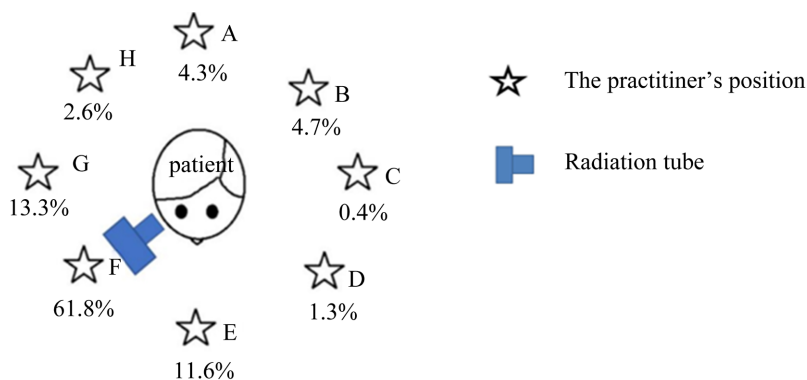 A
4.3%
H
2.6%
B
4.7%
The practitiner's position
patient
G
13.3%
C
0.4%
Radiation tube
F
61.8%
D
1.3%
E
11.6%